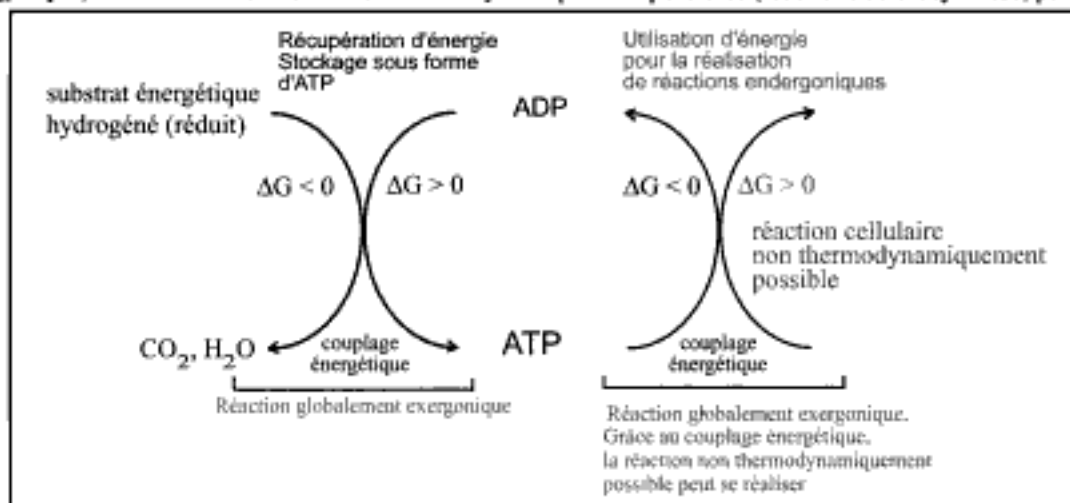 Récupération d'énergie
Stockage sous forme
d'ATP
Utilisation d'énergie
pour la réalisation
de réactions endergoniques
substrat énergétique
hydrogéné (réduit)
ADP
ΔG < 0
ΔG > 0
ΔG < 0
ΔG > 0
réaction cellulaire
non thermodynamiquement
possible
CO2, H2O
couplage
énergétique
ATP
couplage
énergétique
Réaction globalement exergonique
Réaction globalement exergonique.
Grâce au couplage énergétique,
la réaction non thermodynamiquement
possible peut se réaliser